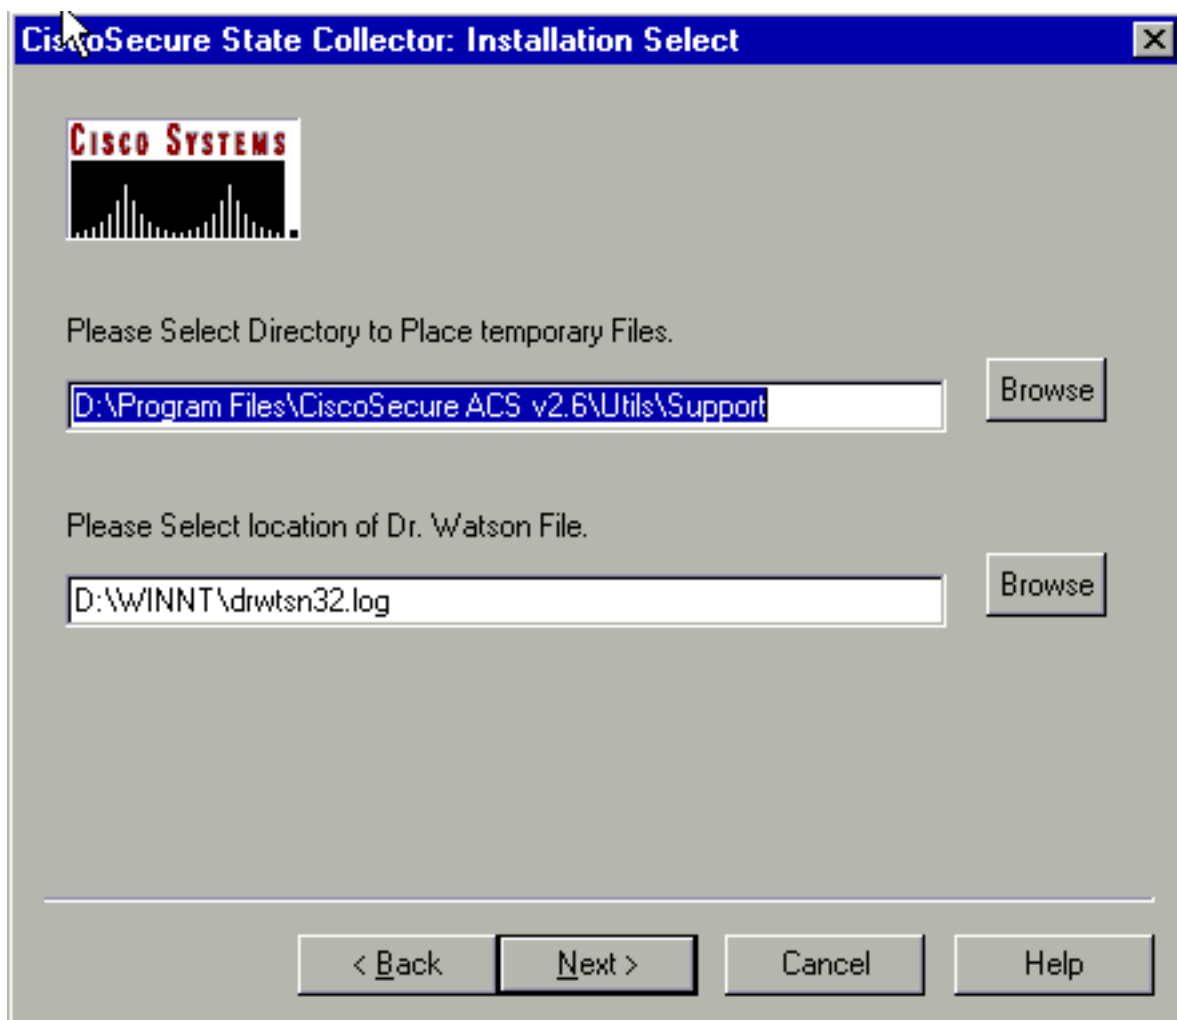 CiscoSecure State Collector: Installation Select
CISCO SYSTEMS
Please Select Directory to Place temporary Files.
D:\Program Files\CiscoSecure ACS v2.6\Utils\Support
Browse
Please Select location of Dr. Watson File.
D:\WINNT\drwtsn32.log
Browse
< Back
Next >
Cancel
Help